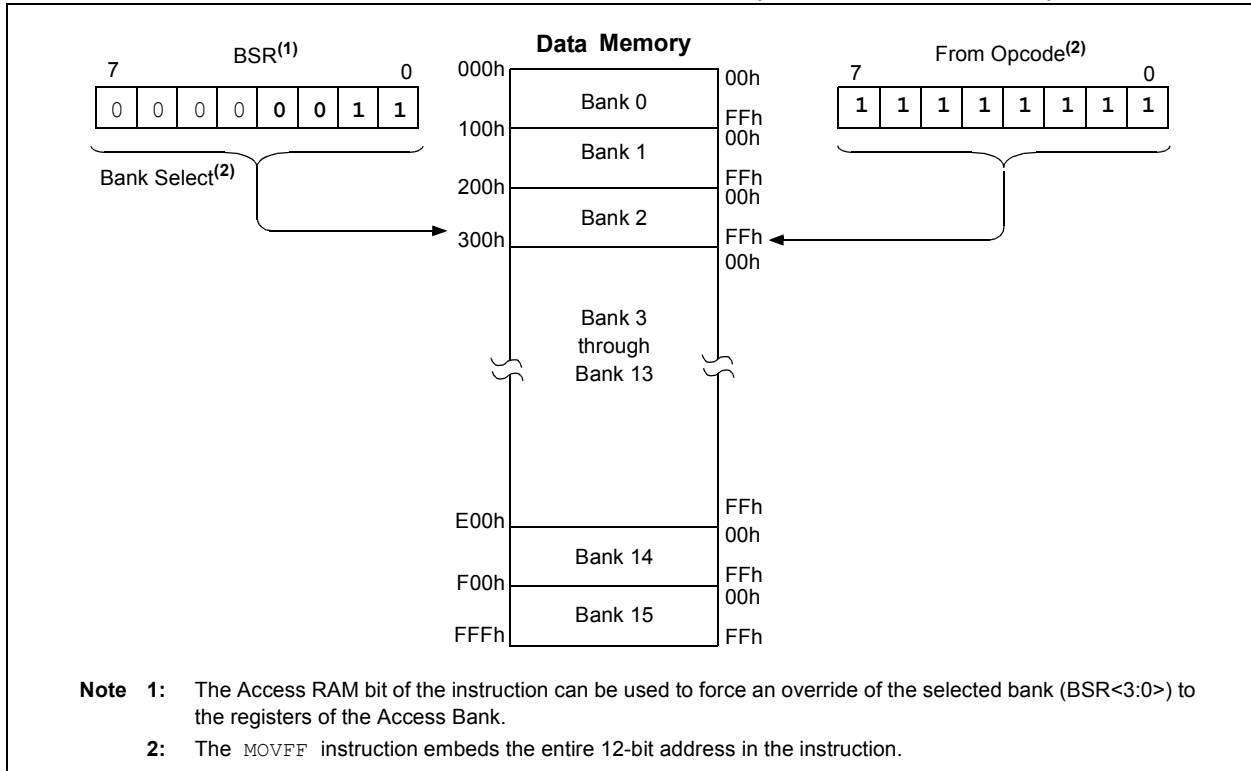 Data Memory
BSR(1)
7 0
0 0 0 0 0 0 1 1
Bank Select(2)
From Opcode(2)
7 0
1 1 1 1 1 1 1 1
000h 00h
Bank 0
FFh
100h 00h
Bank 1
FFh
200h 00h
Bank 2
FFh
300h
00h
Bank 3
through
Bank 13
FFh
E00h
00h
Bank 14
FFh
F00h
00h
Bank 15
FFFh FFh
Note 1: The Access RAM bit of the instruction can be used to force an override of the selected bank (BSR<3:0>) to
the registers of the Access Bank.
2: The MOVFF instruction embeds the entire 12-bit address in the instruction.